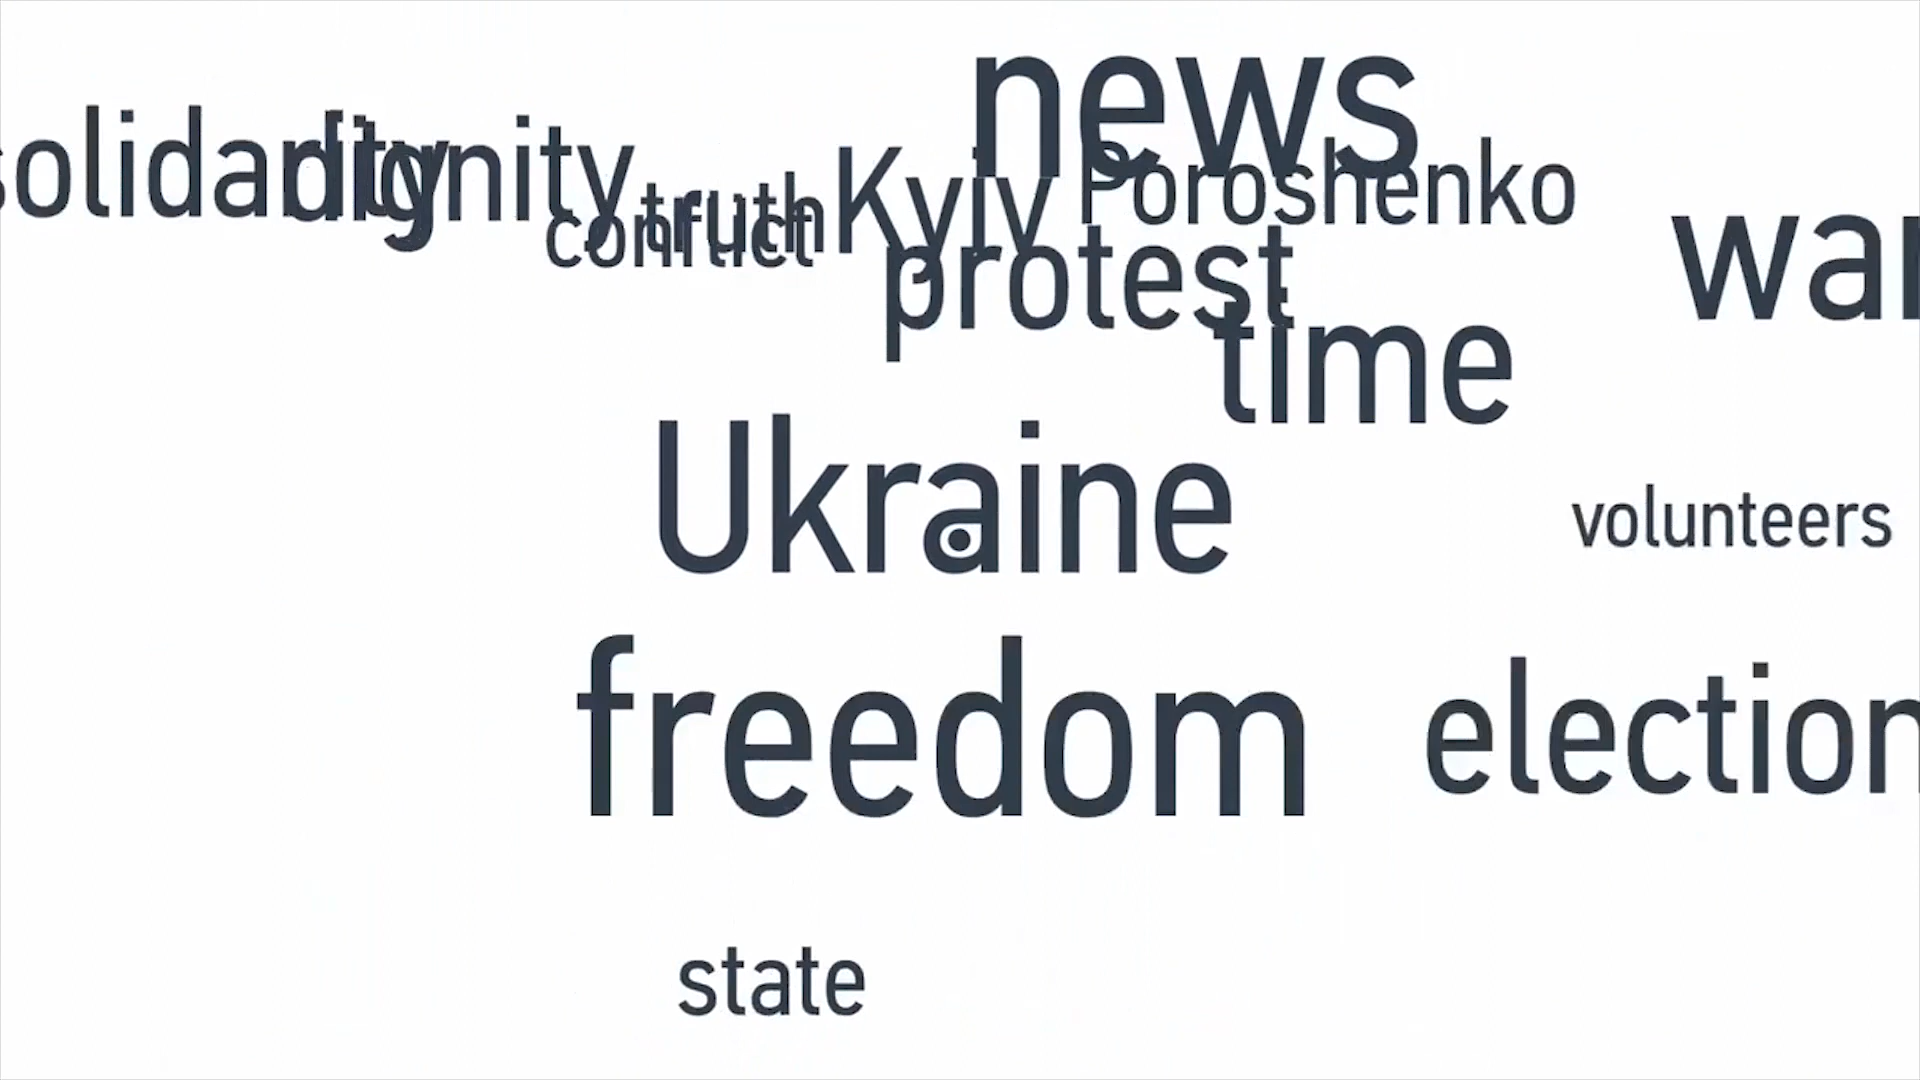 news
solidarity
dignity
truth
conflict
Kyiv
Poroshenko
war
protest
time
Ukraine
volunteers
freedom
election
state